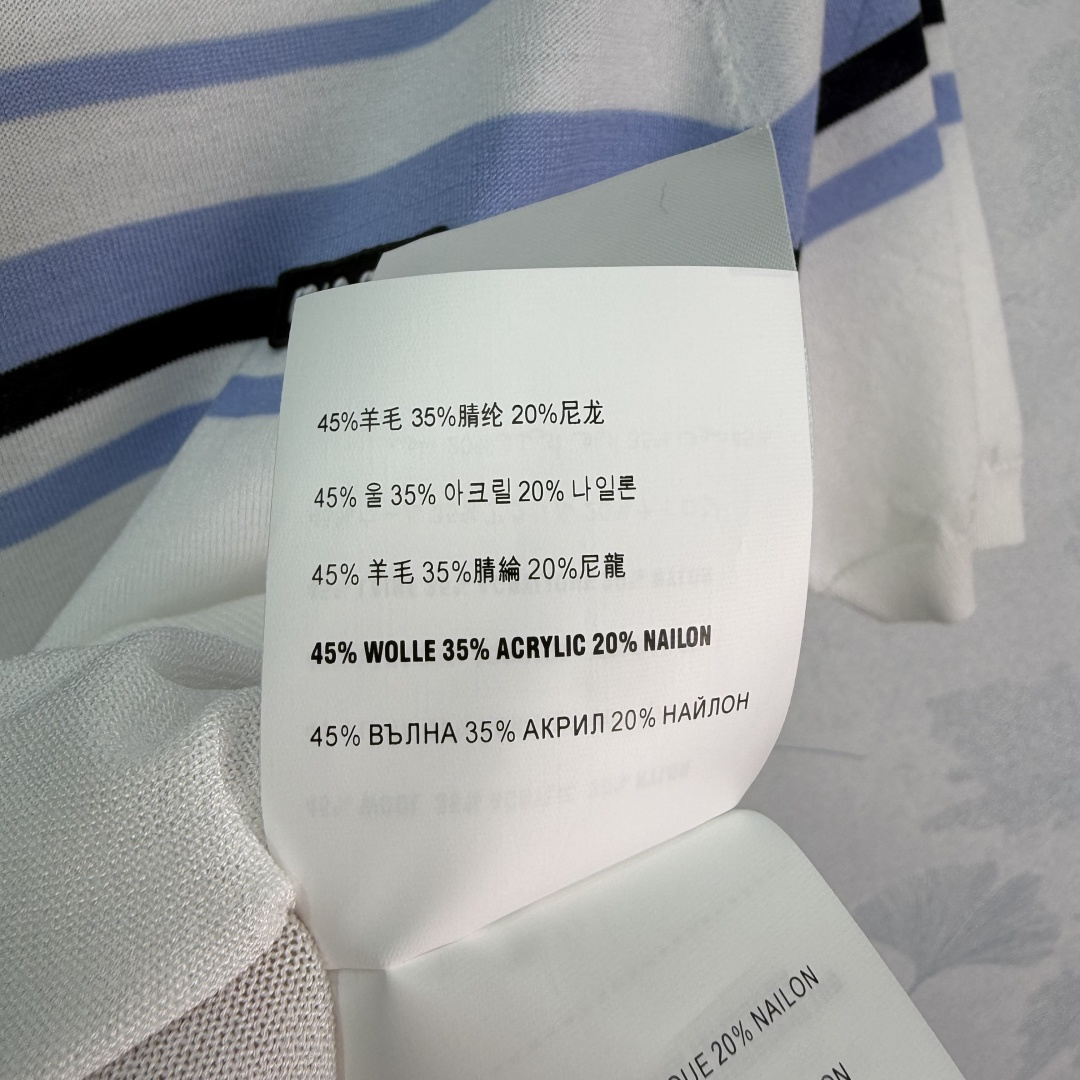 45%羊毛 35%腈纶 20%尼龙
45% 울 35% 아크릴 20% 나일론
45% 羊毛 35%腈綸 20%尼龍
45% WOLLE 35% ACRYLIC 20% NAILON
45% ВЪЛНА 35% АКРИЛ 20% НАЙЛОН
20% NAILON